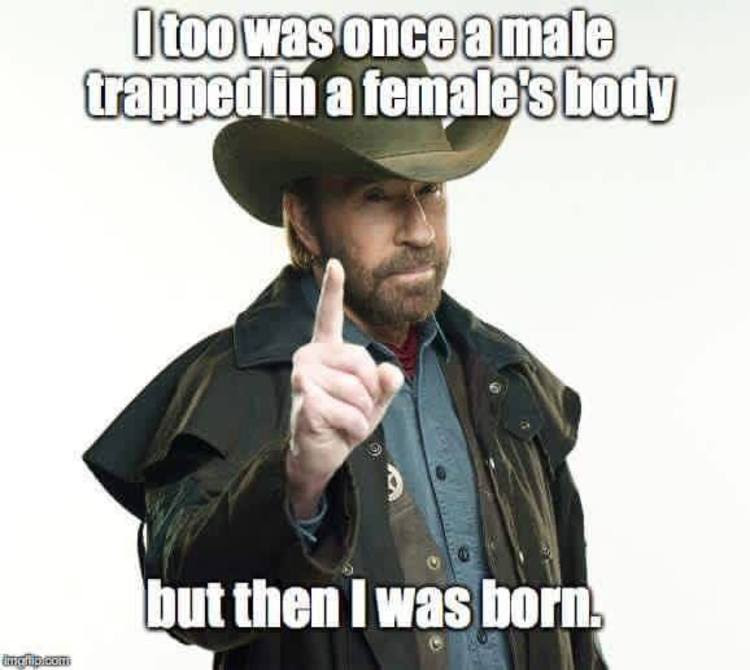 I too was once a male
trapped in a female's body
but then I was born.
imgflip.com